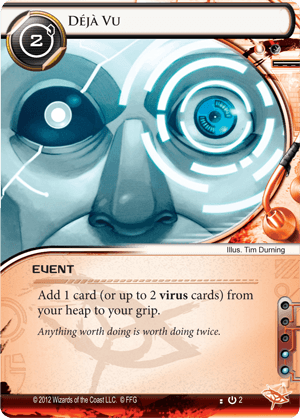 Déjà Vu
2
Illus. Tim Durning
EVENT
Add 1 card (or up to 2 virus cards) from
your heap to your grip.
Anything worth doing is worth doing twice.
© 2012 Wizards of the Coast LLC. © FFG
2